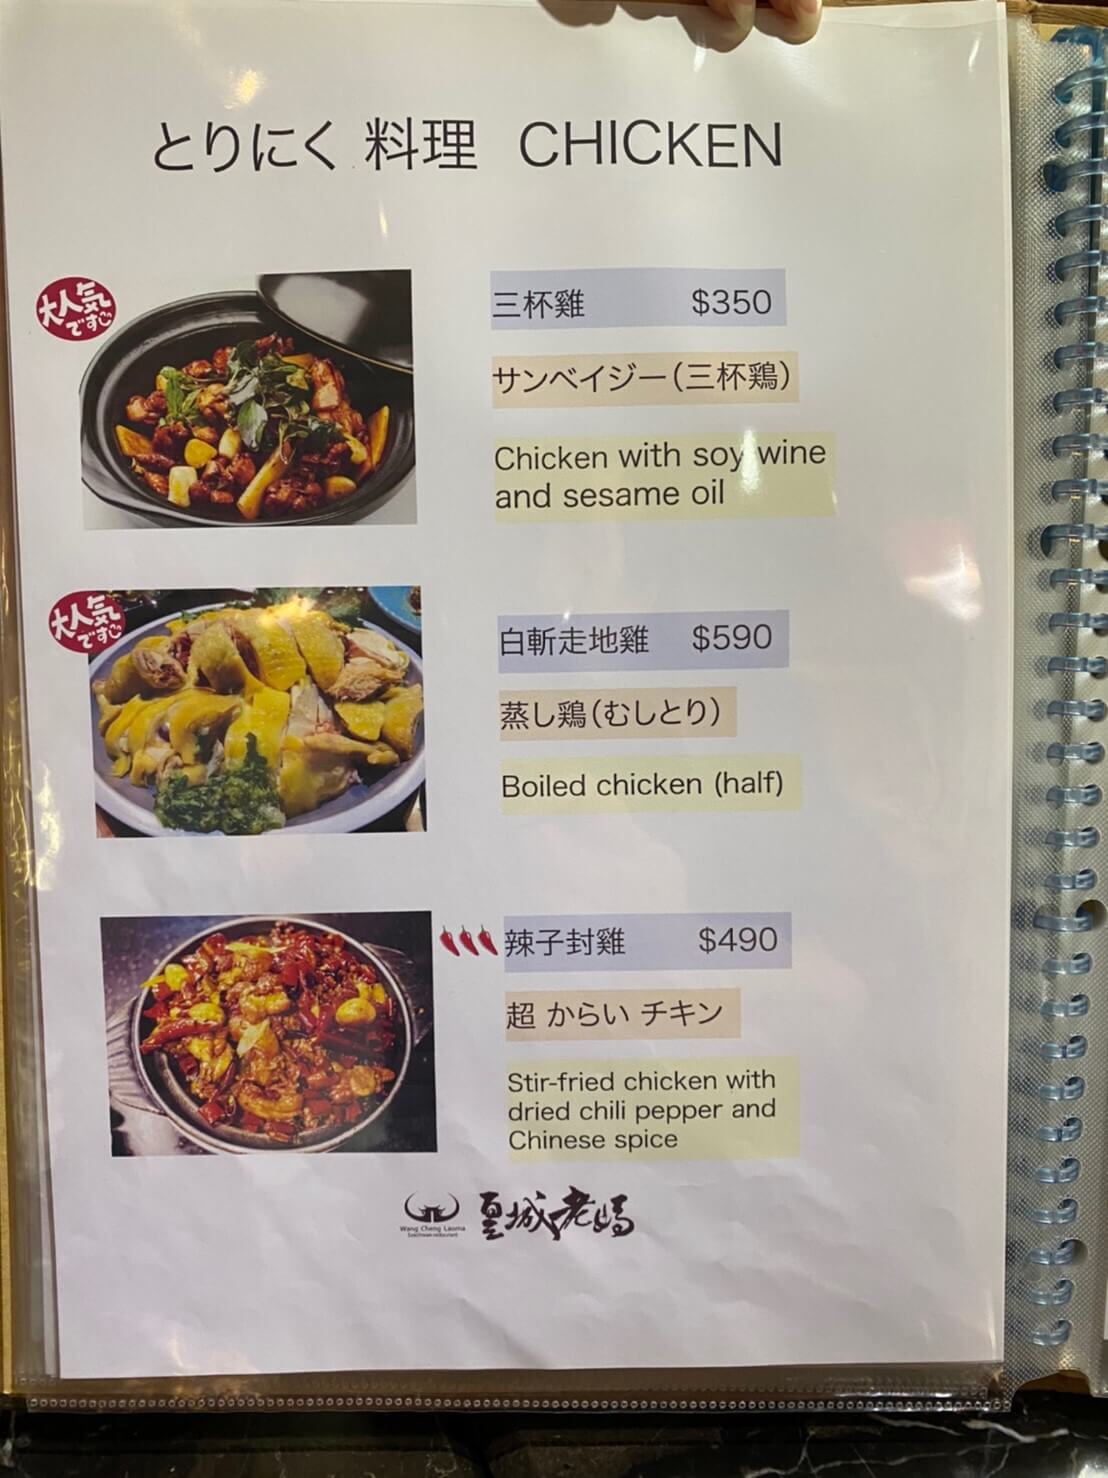 とりにく 料理 CHICKEN
大人気
です
三杯雞 $350
サンベイジー(三杯鶏)
Chicken with soy wine
and sesame oil
大人気
です
白斬走地雞 $590
蒸し鶏(むしとり)
Boiled chicken (half)
辣子封雞 $490
超 からい チキン
Stir-fried chicken with
dried chili pepper and
Chinese spice
Wang Cheng Laoma
Szechwan restaurant
皇城老媽